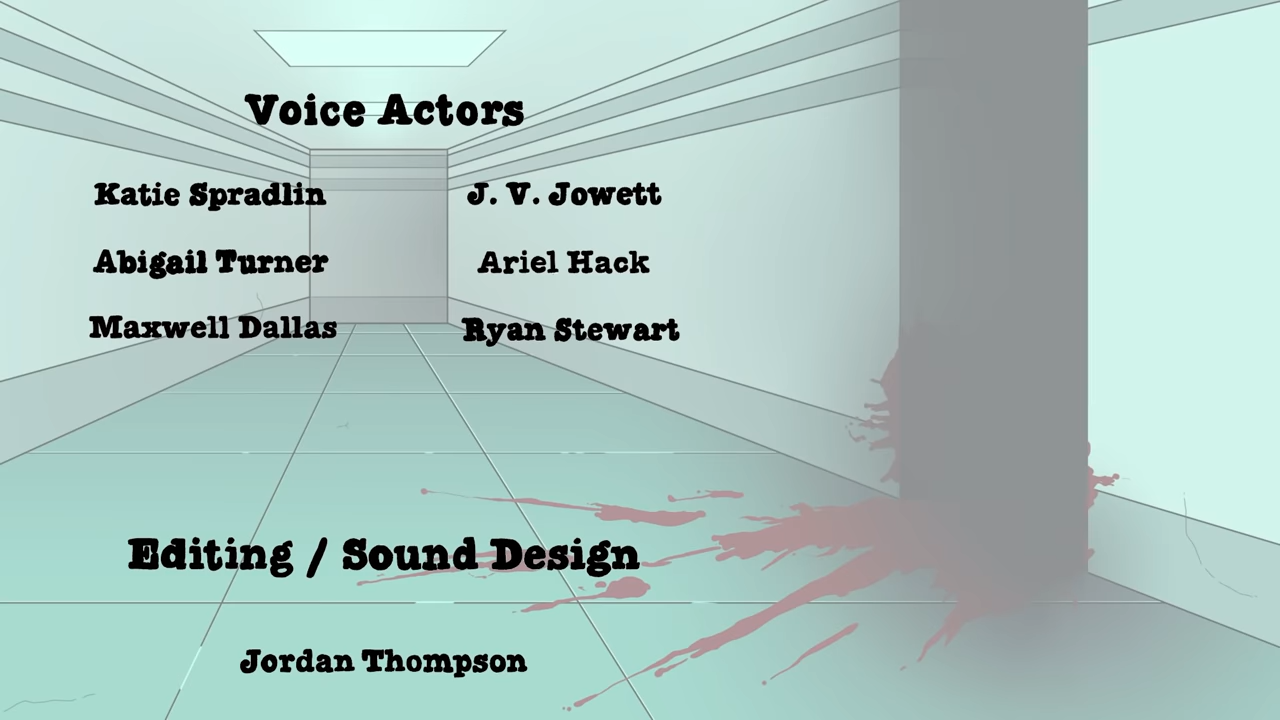 Voice Actors
Katie Spradlin J. V. Jowett
Abigail Turner Ariel Hack
Maxwell Dallas Ryan Stewart
Editing / Sound Design
Jordan Thompson